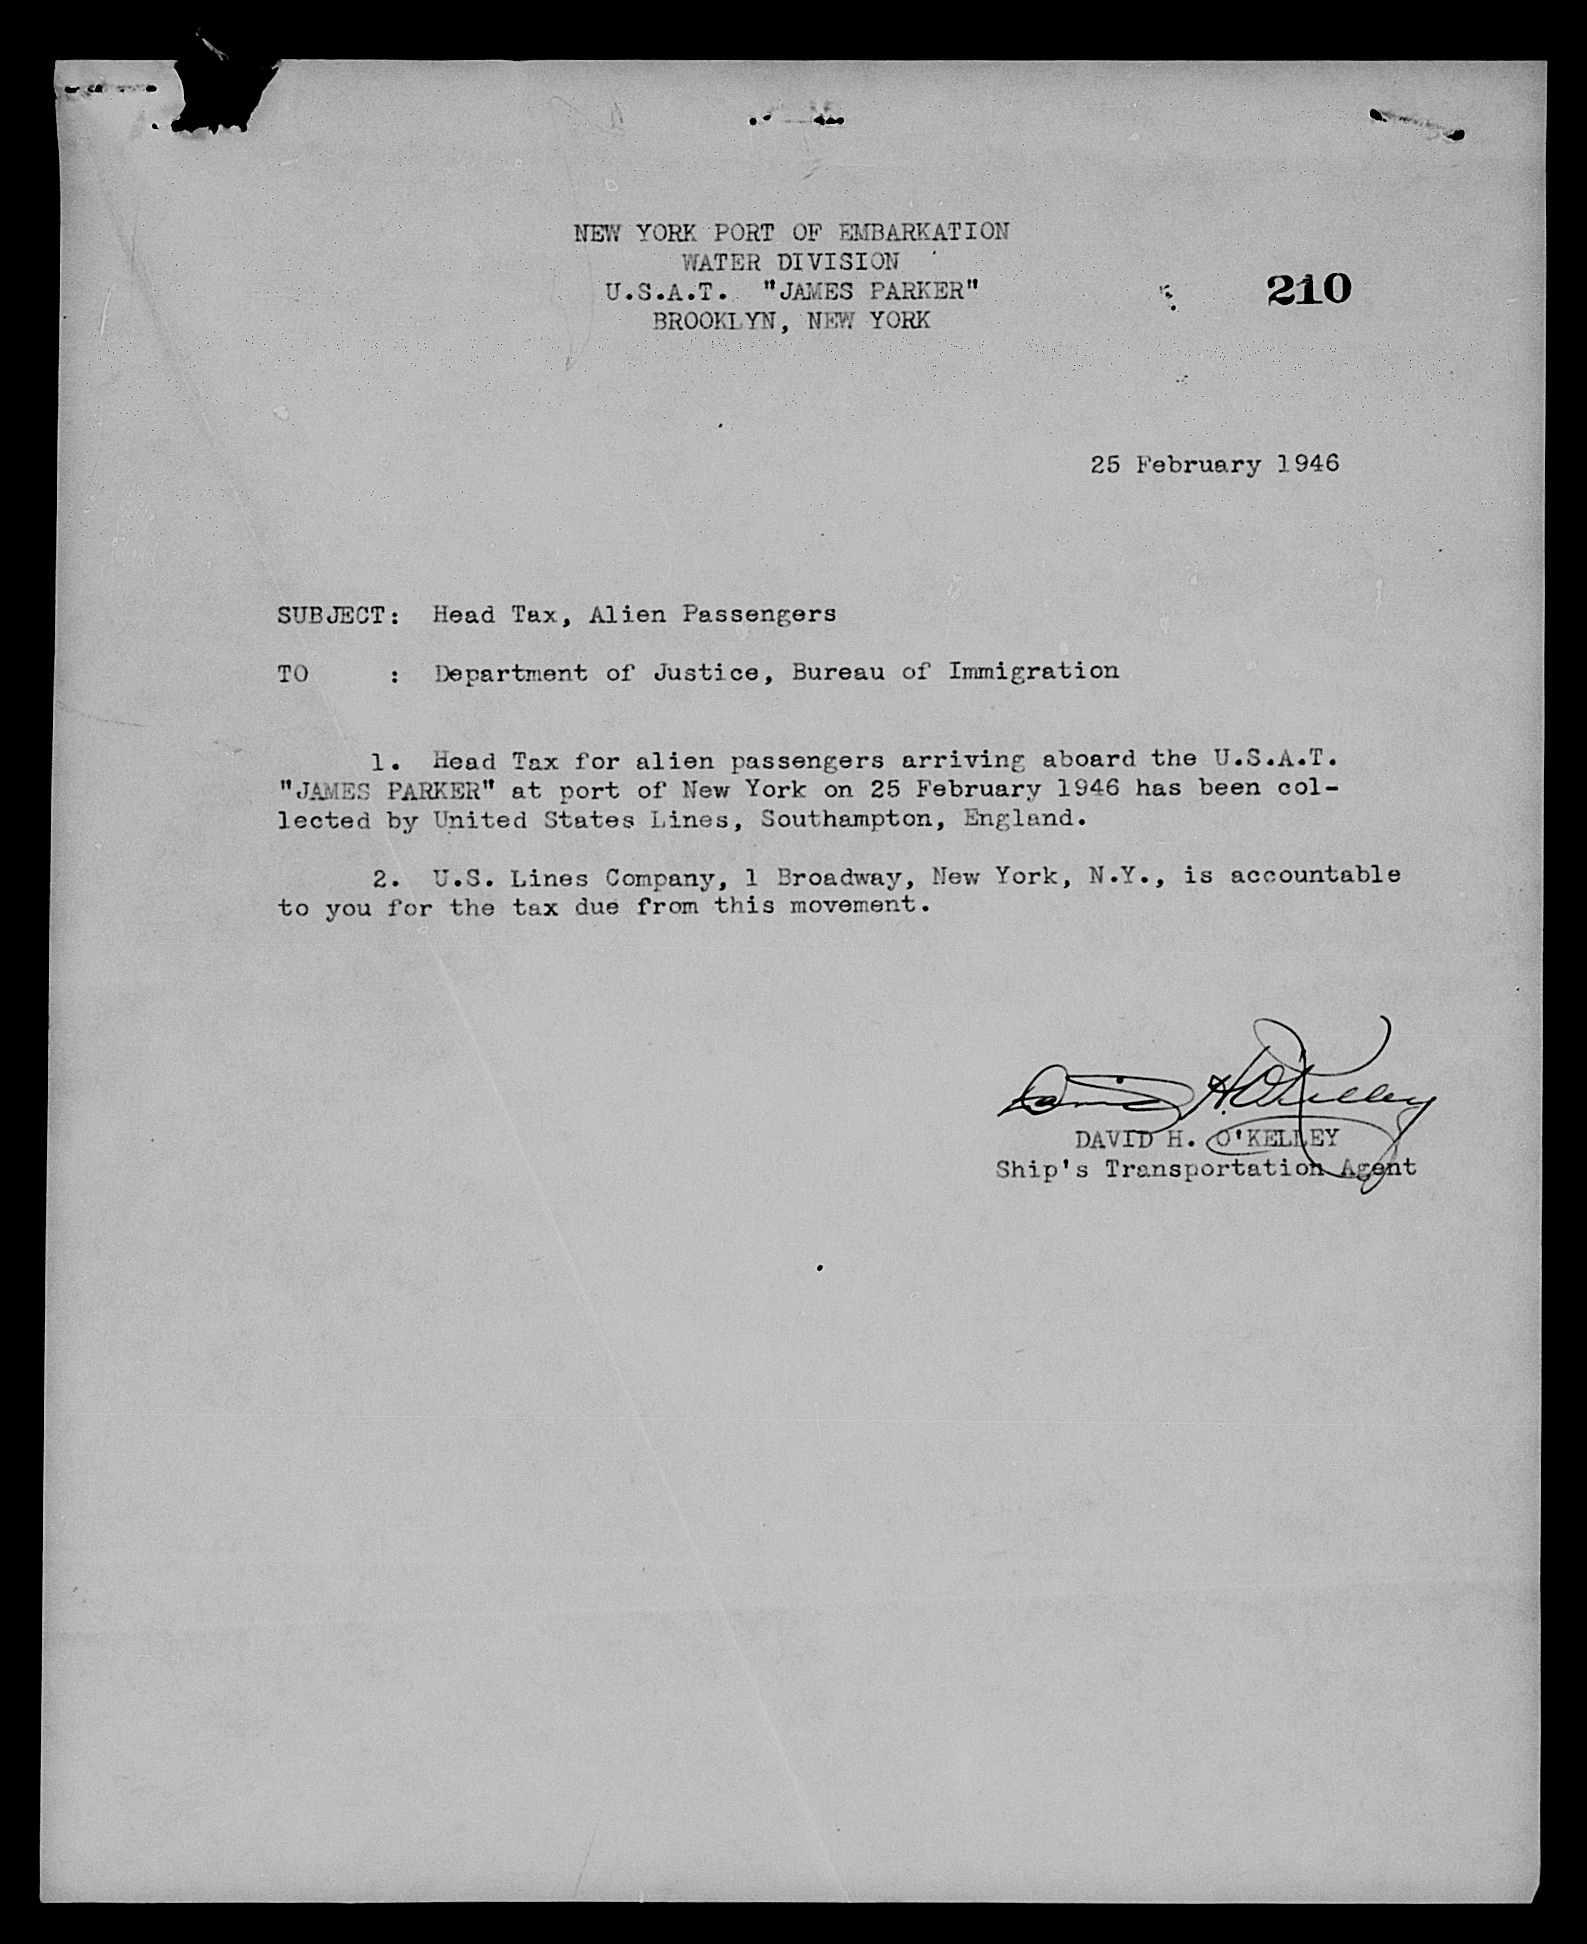 NEW YORK PORT OF EMBARKATION
WATER DIVISION
U.S.A.T. "JAMES PARKER"
210
BROOKLYN, NEW YORK
25 February 1946
SUBJECT: Head Tax, Alien Passengers
TO : Department of Justice, Bureau of Immigration
1. Head Tax for alien passengers arriving aboard the U.S.A.T.
"JAMES PARKER" at port of New York on 25 February 1946 has been col-
lected by United States Lines, Southampton, England.
2. U.S. Lines Company, 1 Broadway, New York, N.Y., is accountable
to you for the tax due from this movement.
David H. O'Kelley
DAVID H. O'KELLEY
Ship's Transportation Agent